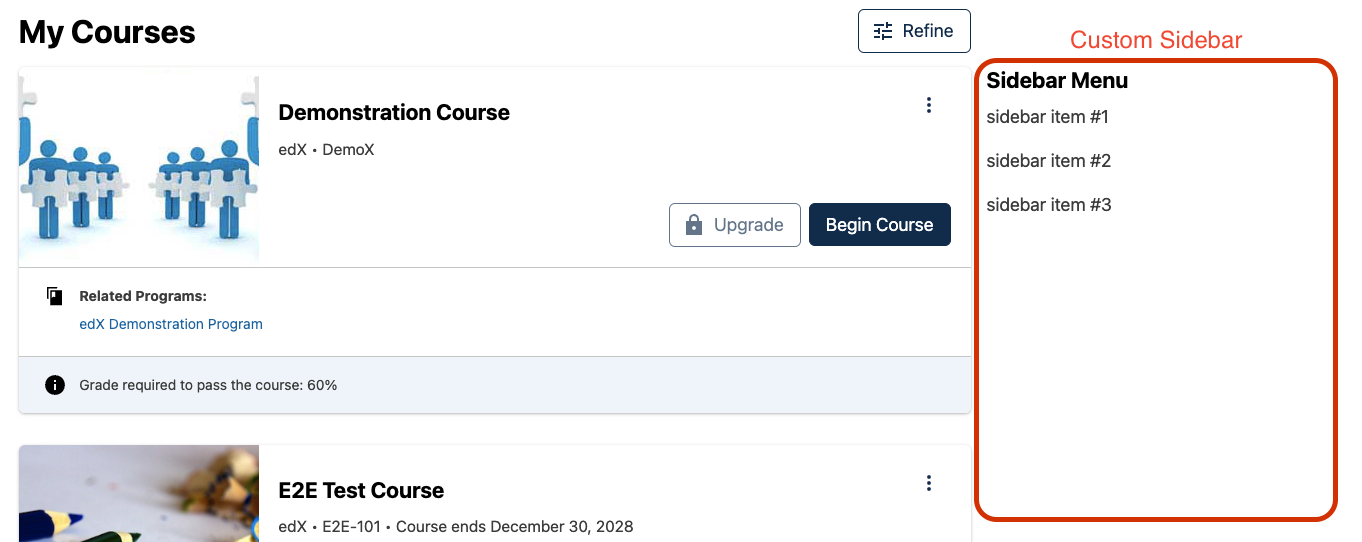 My Courses
Refine
Custom Sidebar
Demonstration Course
edX • DemoX
Upgrade
Begin Course
Related Programs:
edX Demonstration Program
Grade required to pass the course: 60%
E2E Test Course
edX • E2E-101 • Course ends December 30, 2028
Sidebar Menu
sidebar item #1
sidebar item #2
sidebar item #3